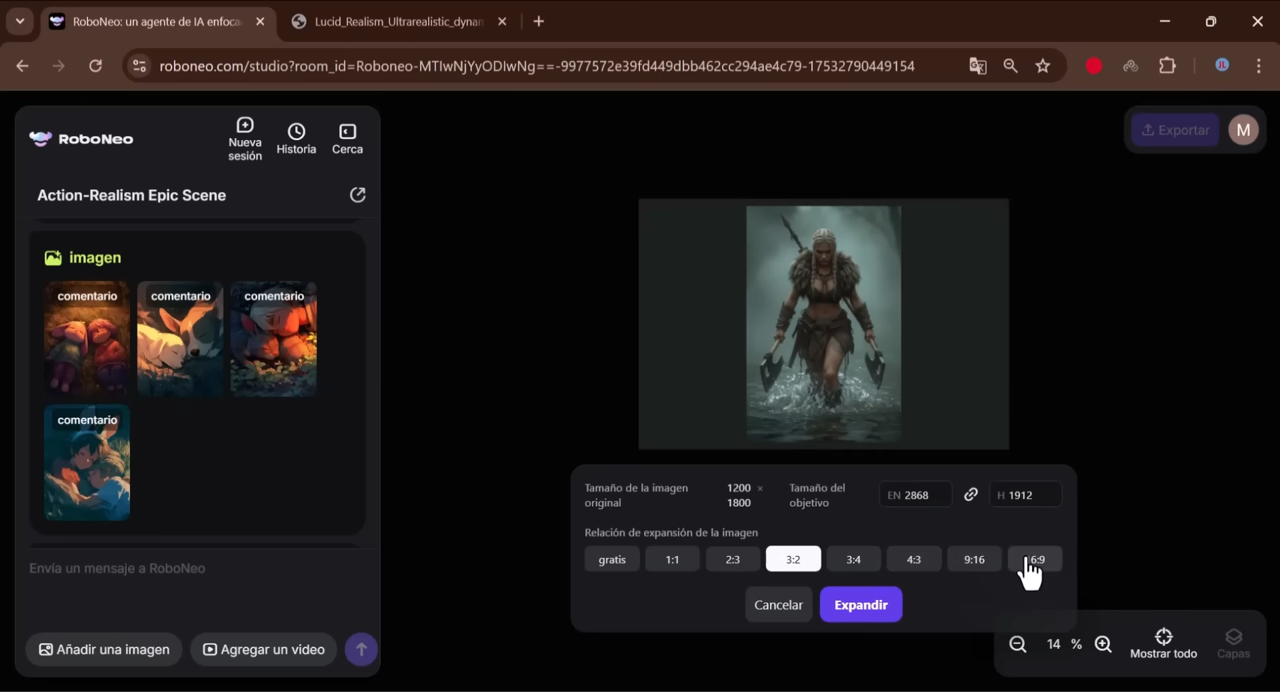 RoboNeo: un agente de IA enfoca
Lucid_Realism_Ultrarealistic_dynan
roboneo.com/studio?room_id=Roboneo-MTIwNjYyODIwNg==-9977572e39fd449dbb462cc294ae4c79-17532790449154
JL
RoboNeo
Nueva sesión
Historia
Cerca
Exportar
M
Action-Realism Epic Scene
imagen
comentario
comentario
comentario
comentario
Tamaño de la imagen original
1200 × 1800
Tamaño del objetivo
EN 2868
H 1912
Relación de expansión de la imagen
gratis
1:1
2:3
3:2
3:4
4:3
9:16
6:9
Cancelar
Expandir
Envía un mensaje a RoboNeo
Añadir una imagen
Agregar un video
14 %
Mostrar todo
Capas